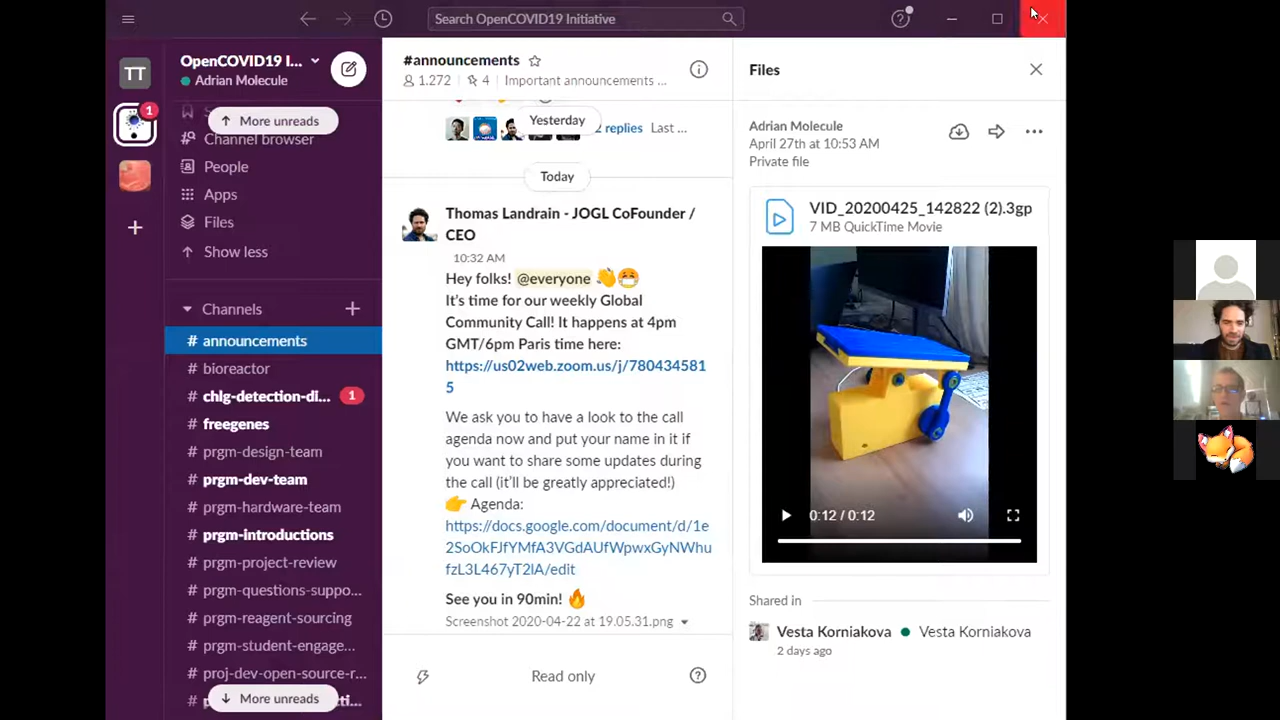 Search OpenCOVID19 Initiative
TT
1
OpenCOVID19 I...
Adrian Molecule
More unreads
Channel browser
People
Apps
Files
Show less
Channels
# announcements
# bioreactor
# chlg-detection-di... 1
# freegenes
# prgm-design-team
# prgm-dev-team
# prgm-hardware-team
# prgm-introductions
# prgm-project-review
# prgm-questions-suppo...
# prgm-reagent-sourcing
# prgm-student-engage...
# proj-dev-open-source-r...
More unreads
#announcements
1.272 4 Important announcements ...
Yesterday
2 replies Last ...
Today
Thomas Landrain - JOGL CoFounder /
CEO
10:32 AM
Hey folks! @everyone
It's time for our weekly Global
Community Call! It happens at 4pm
GMT/6pm Paris time here:
https://us02web.zoom.us/j/780434581
5
We ask you to have a look to the call
agenda now and put your name in it if
you want to share some updates during
the call (it'll be greatly appreciated!)
Agenda:
https://docs.google.com/document/d/1e
2SoOkFJfYMfA3VGdAUfWpwxGyNWhu
fzL3L467yT2lA/edit
See you in 90min!
Screenshot 2020-04-22 at 19.05.31.png
Read only
Files
Adrian Molecule
April 27th at 10:53 AM
Private file
VID_20200425_142822 (2).3gp
7 MB QuickTime Movie
0:12 / 0:12
Shared in
Vesta Korniakova Vesta Korniakova
2 days ago